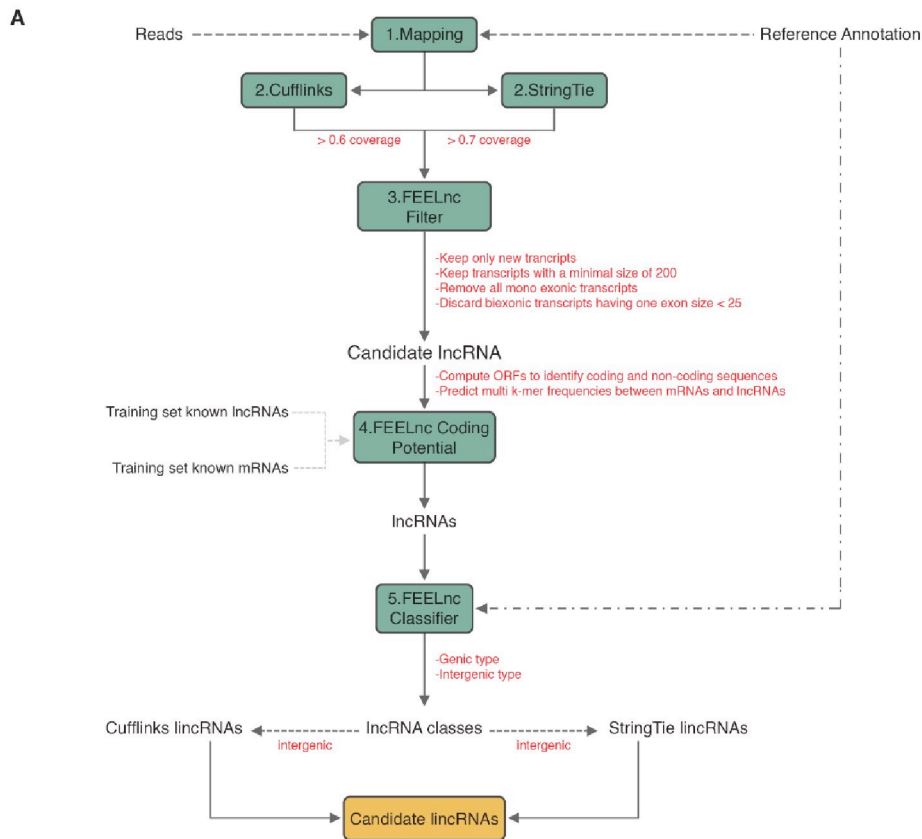 A
Reads
1.Mapping
Reference Annotation
2.Cufflinks
2.StringTie
> 0.6 coverage
> 0.7 coverage
3.FEELnc
Filter
-Keep only new trancripts
-Keep transcripts with a minimal size of 200
-Remove all mono exonic transcripts
-Discard biexonic transcripts having one exon size < 25
Candidate lncRNA
-Compute ORFs to identify coding and non-coding sequences
-Predict multi k-mer frequencies between mRNAs and lncRNAs
Training set known lncRNAs
4.FEELnc Coding
Potential
Training set known mRNAs
lncRNAs
5.FEELnc
Classifier
-Genic type
-Intergenic type
Cufflinks lincRNAs
lncRNA classes
StringTie lincRNAs
intergenic
intergenic
Candidate lincRNAs